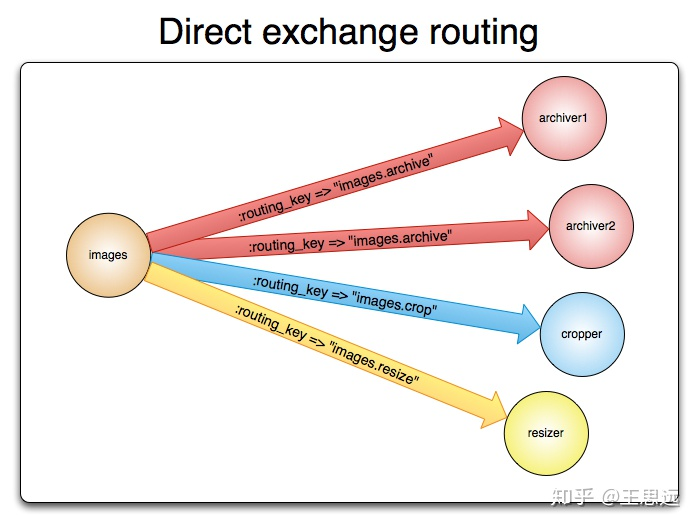 Direct exchange routing
archiver1
:routing_key => "images.archive"
archiver2
images
:routing_key => "images.archive"
:routing_key => "images.crop"
cropper
:routing_key => "images.resize"
resizer
知乎 @王思远